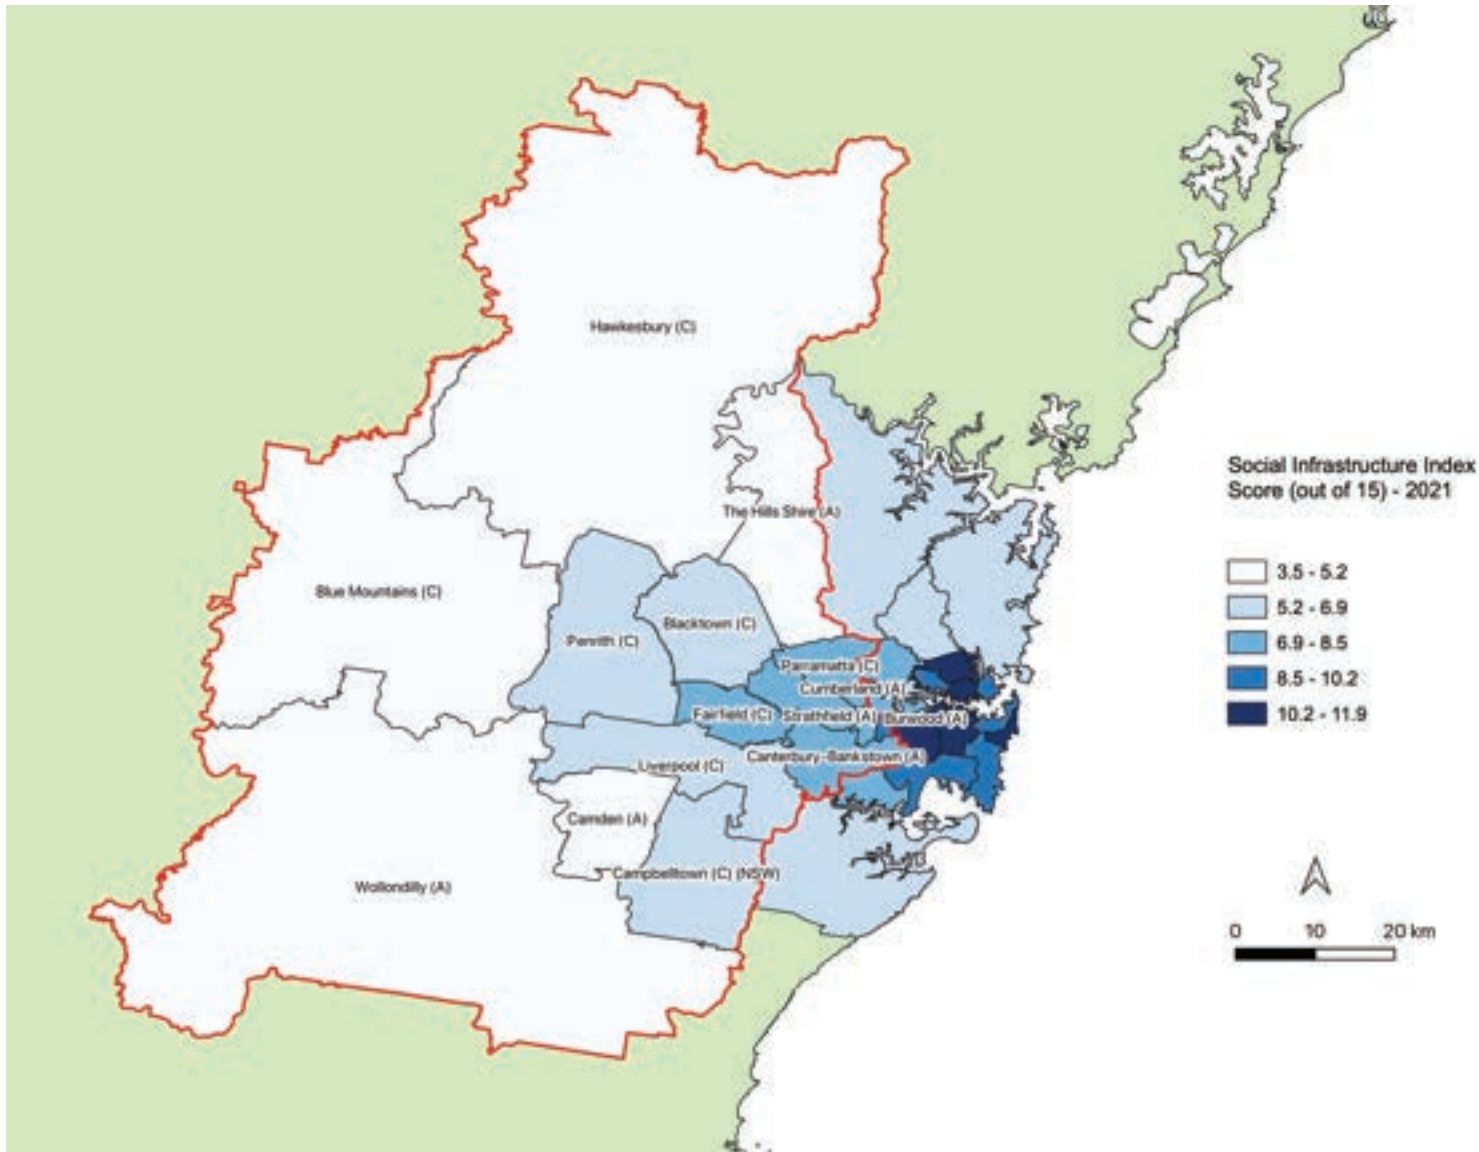 Hawkesbury (C)
Social Infrastructure Index
Score (out of 15) - 2021
The Hills Shire (A)
3.5 - 5.2
5.2 - 6.9
6.9 - 8.5
8.5 - 10.2
10.2 - 11.9
Blue Mountains (C)
Blacktown (C)
Penrith (C)
Parramatta (C)
Cumberland (A)
Fairfield (C)
Strathfield (A)
Burwood (A)
Canterbury-Bankstown (A)
Liverpool (C)
Camden (A)
Campbelltown (C) (NSW)
Wollondilly (A)
0 10 20 km